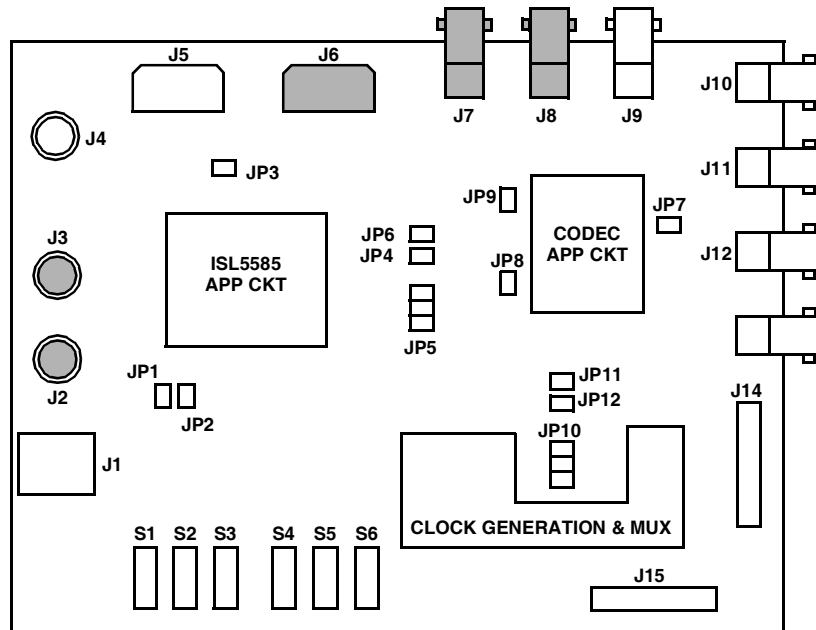 J5
J6
J7
J8
J9
J10
J4
JP3
J11
JP9
JP7
J3
ISL5585
APP CKT
JP6
JP4
CODEC
APP CKT
J12
JP8
JP5
JP1
J2
JP2
JP11
JP12
J14
JP10
J1
CLOCK GENERATION & MUX
S1
S2
S3
S4
S5
S6
J15